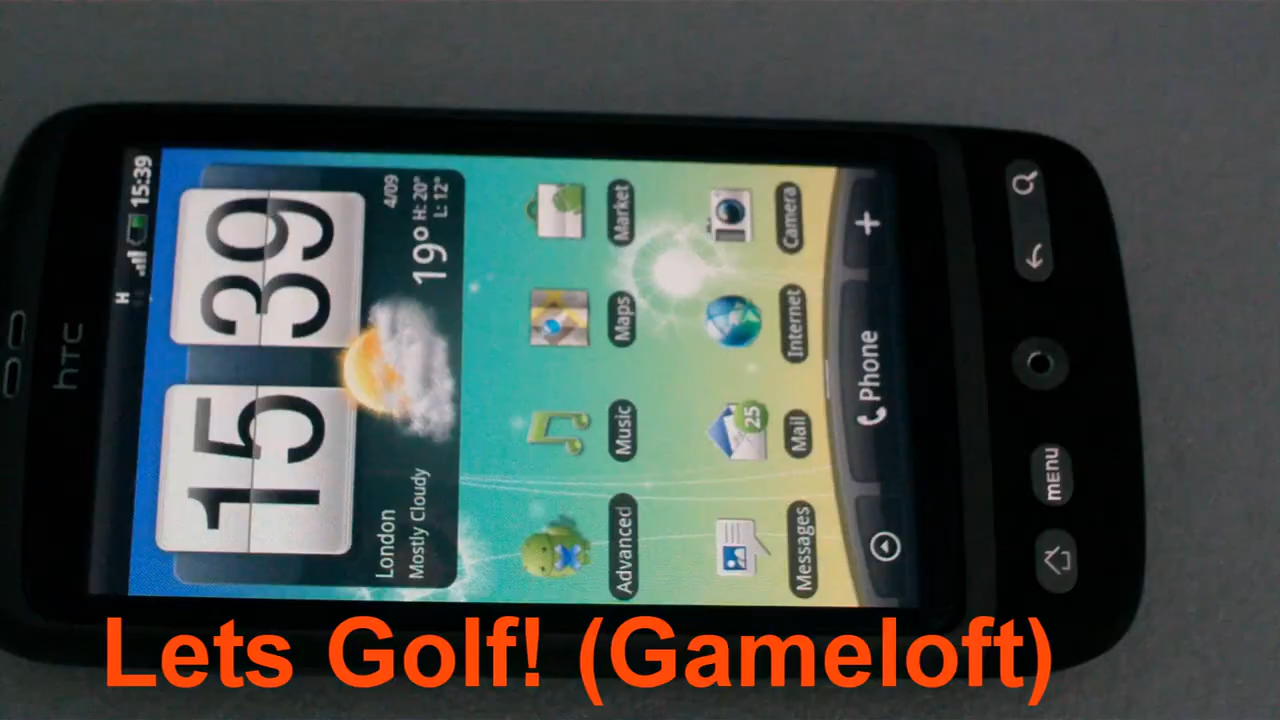 hTC
H
15:39
15 39
London
Mostly Cloudy
4/09
19° H: 20°
L: 12°
Advanced
Music
Maps
Market
25
Messages
Mail
Internet
Camera
Phone
+
MENU
Lets Golf! (Gameloft)